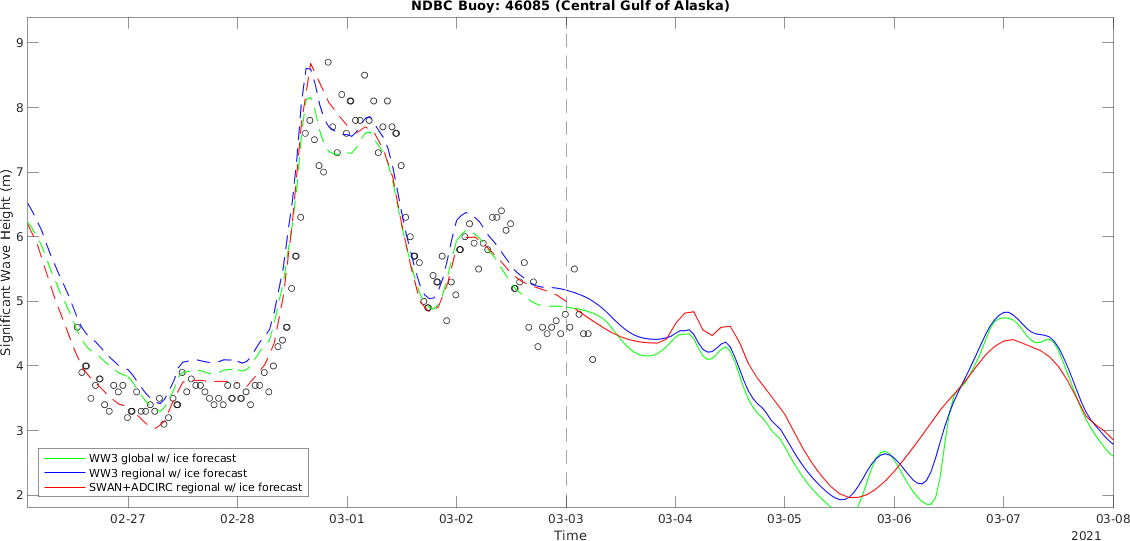 NDBC Buoy: 46085 (Central Gulf of Alaska)
9
8
7
6
5
4
3
2
Significant Wave Height (m)
WW3 global w/ ice forecast
WW3 regional w/ ice forecast
SWAN+ADCIRC regional w/ ice forecast
02-27 02-28 03-01 03-02 03-03 03-04 03-05 03-06 03-07 03-08
Time
2021